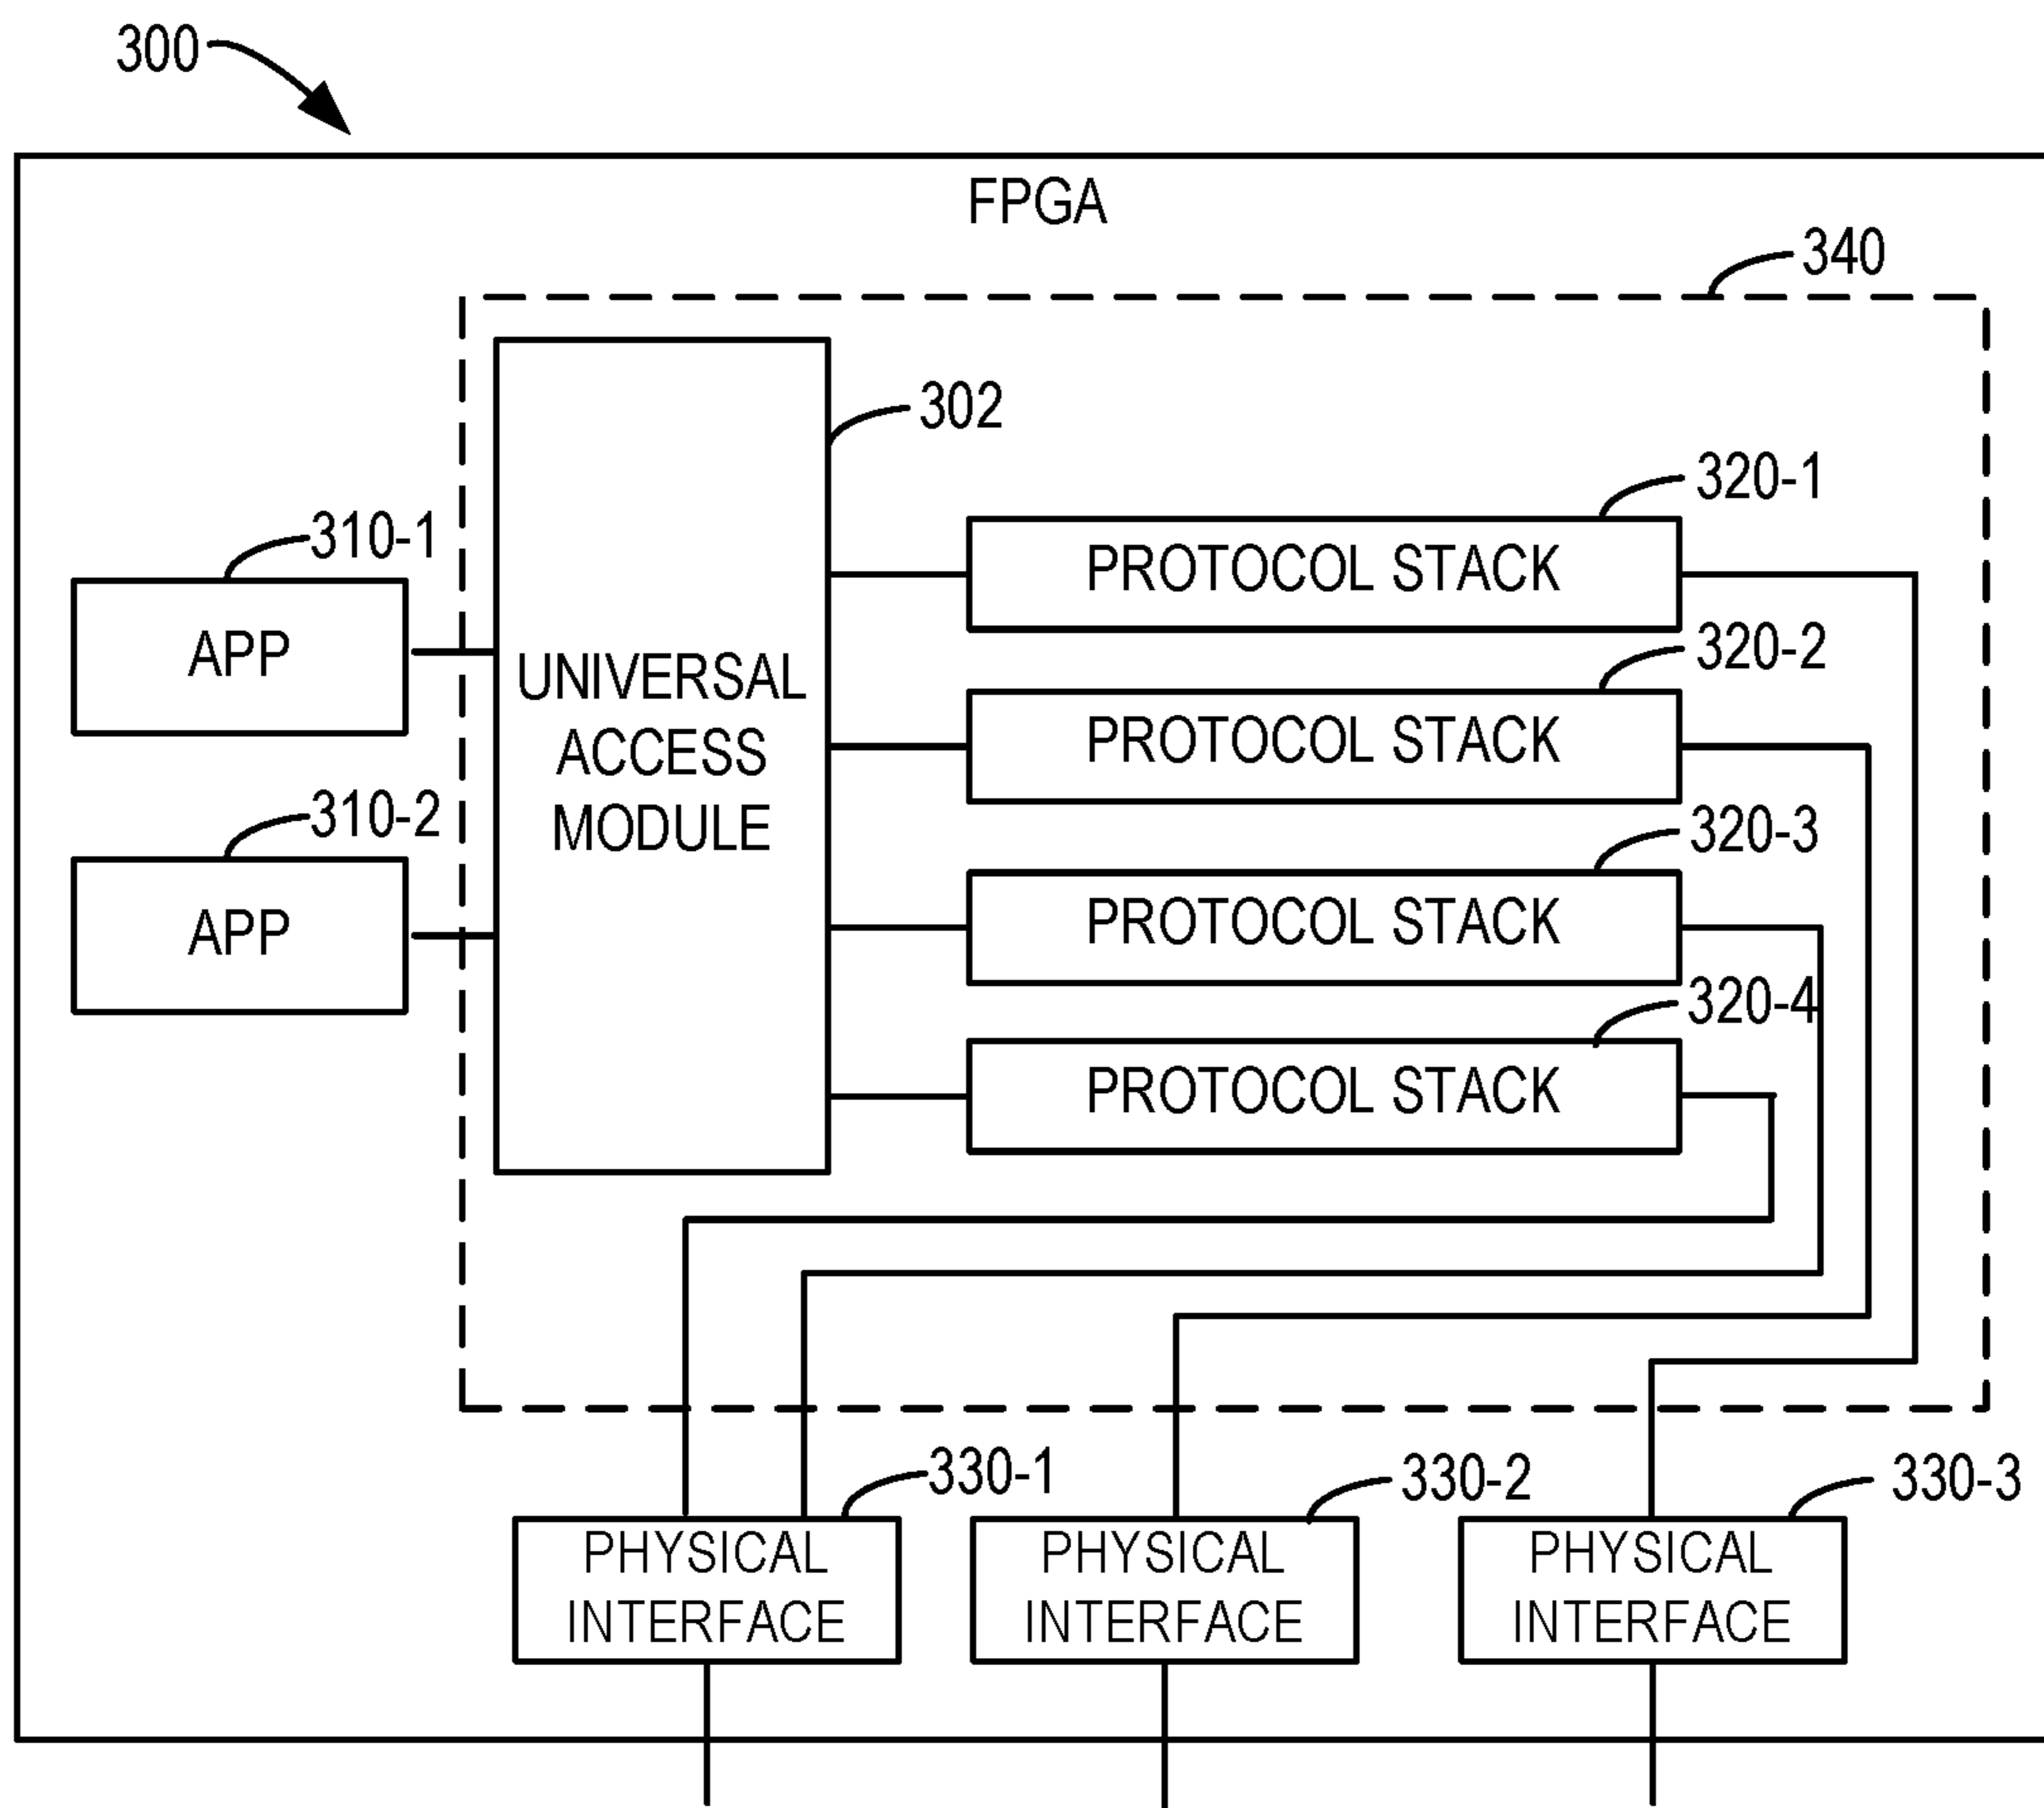 300
FPGA
340
302
320-1
PROTOCOL STACK
310-1
APP
320-2
PROTOCOL STACK
UNIVERSAL
ACCESS
MODULE
310-2
APP
320-3
PROTOCOL STACK
320-4
PROTOCOL STACK
330-1
PHYSICAL
INTERFACE
330-2
PHYSICAL
INTERFACE
330-3
PHYSICAL
INTERFACE